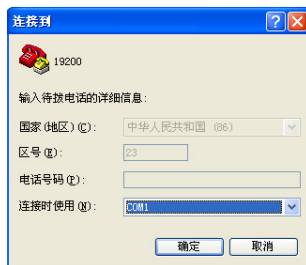 连接到
19200
输入待拨电话的详细信息:
国家(地区)(C): 中华人民共和国 (86)
区号(E): 23
电话号码(P):
连接时使用(N): COM1
确定 取消